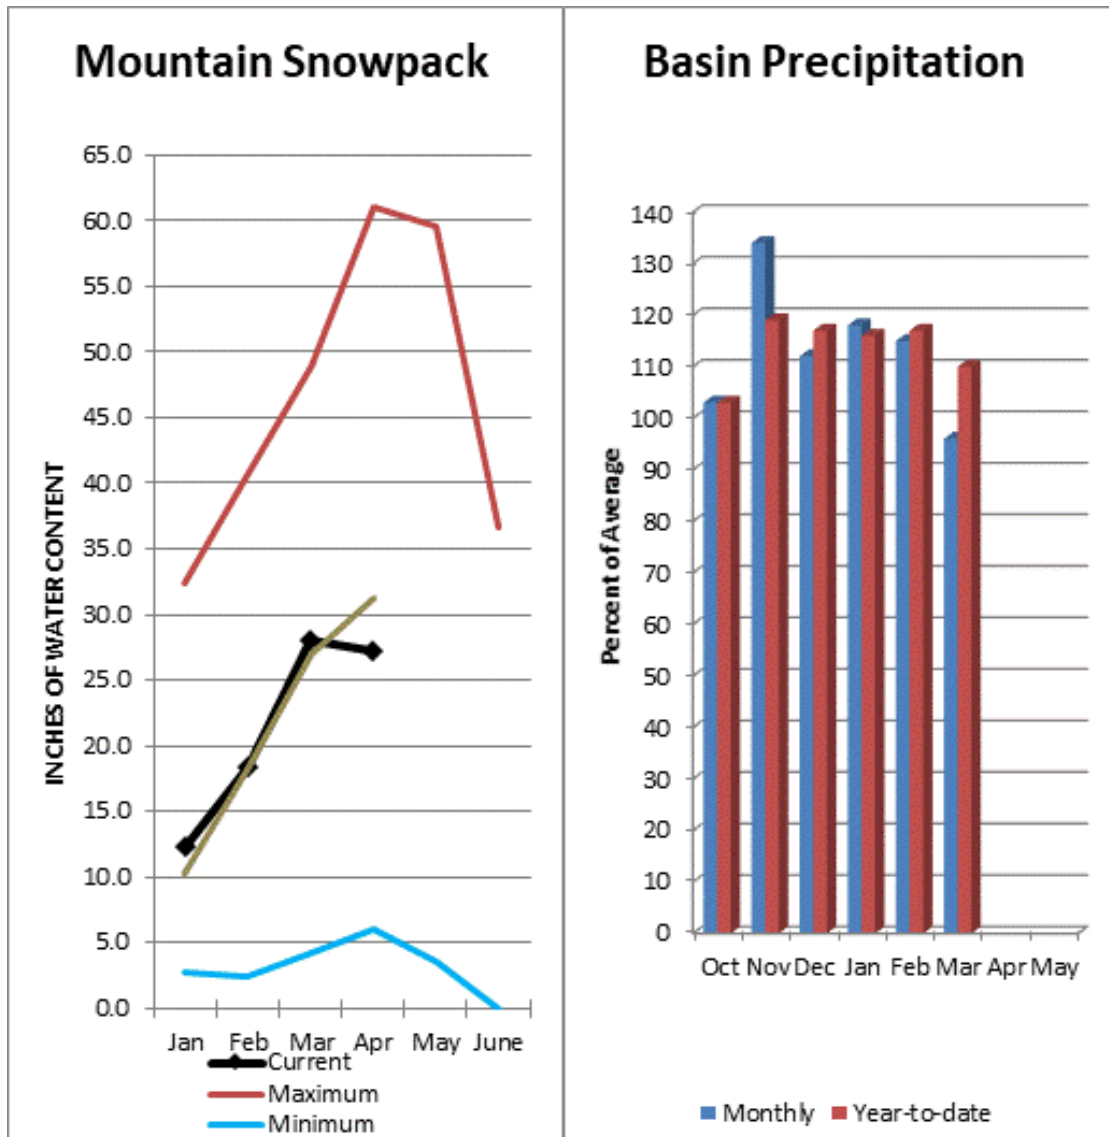 Mountain Snowpack
INCHES OF WATER CONTENT
65.0
60.0
55.0
50.0
45.0
40.0
35.0
30.0
25.0
20.0
15.0
10.0
5.0
0.0
Jan Feb Mar Apr May June
Current
Maximum
Minimum
Basin Precipitation
Percent of Average
140
130
120
110
100
90
80
70
60
50
40
30
20
10
0
Oct Nov Dec Jan Feb Mar Apr May
Monthly Year-to-date